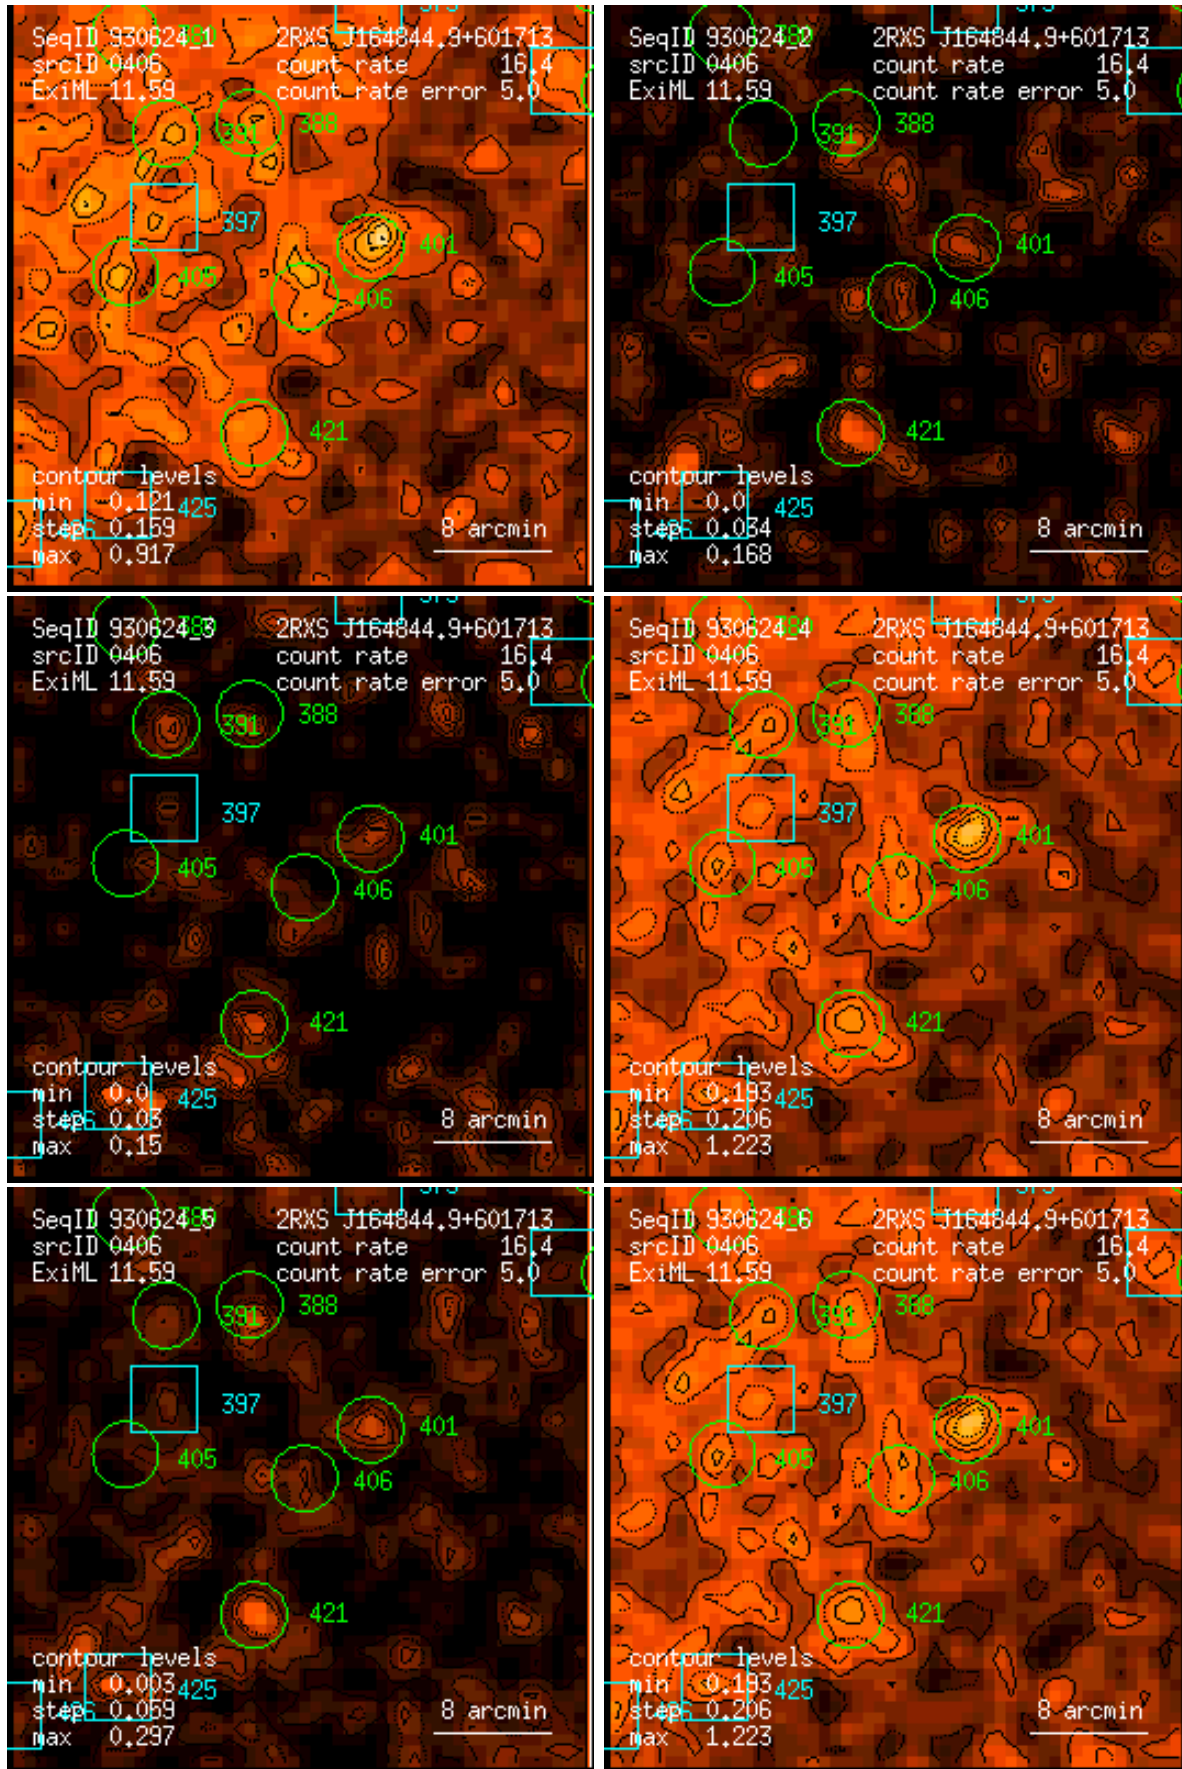 SeqID 930624_1 2RXS J164844.9+601713
srcID 0406 count rate 16.4
ExiML 11.59 count rate error 5.0
391 388
397
401
405
406
421
contour levels
min 0.121 425
step 0.159 8 arcmin
max 0.917
SeqID 930624_2 2RXS J164844.9+601713
srcID 0406 count rate 16.4
ExiML 11.59 count rate error 5.0
391 388
397
401
405
406
421
contour levels
min 0.0 425
step 0.034 8 arcmin
max 0.168
SeqID 930624_3 2RXS J164844.9+601713
srcID 0406 count rate 16.4
ExiML 11.59 count rate error 5.0
391 388
397
401
405
406
421
contour levels
min 0.0 425
step 0.03 8 arcmin
max 0.15
SeqID 930624_4 2RXS J164844.9+601713
srcID 0406 count rate 16.4
ExiML 11.59 count rate error 5.0
391 388
397
401
405
406
421
contour levels
min 0.193 425
step 0.206 8 arcmin
max 1.223
SeqID 930624_5 2RXS J164844.9+601713
srcID 0406 count rate 16.4
ExiML 11.59 count rate error 5.0
391 388
397
401
405
406
421
contour levels
min 0.003 425
step 0.059 8 arcmin
max 0.297
SeqID 930624_6 2RXS J164844.9+601713
srcID 0406 count rate 16.4
ExiML 11.59 count rate error 5.0
391 388
397
401
405
406
421
contour levels
min 0.193 425
step 0.206 8 arcmin
max 1.223